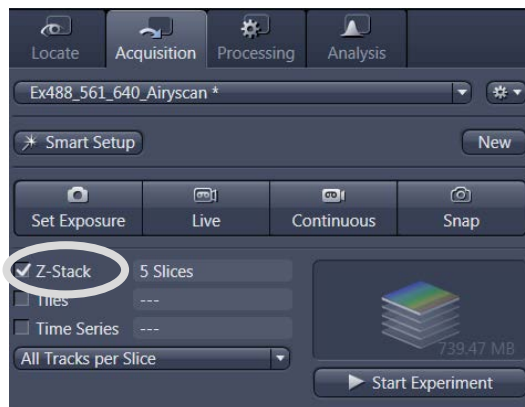 Locate Acquisition Processing Analysis
Ex488_561_640_Airyscan *
Smart Setup New
Set Exposure Live Continuous Snap
Z-Stack 5 Slices
Tiles ---
Time Series ---
739.47 MB
All Tracks per Slice
Start Experiment